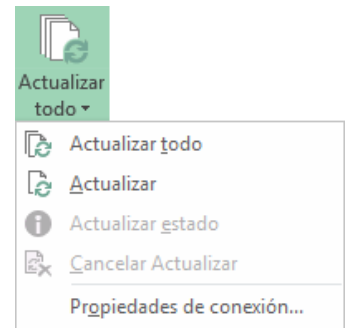 Actualizar
todo
Actualizar todo
Actualizar
Actualizar estado
Cancelar Actualizar
Propiedades de conexión...